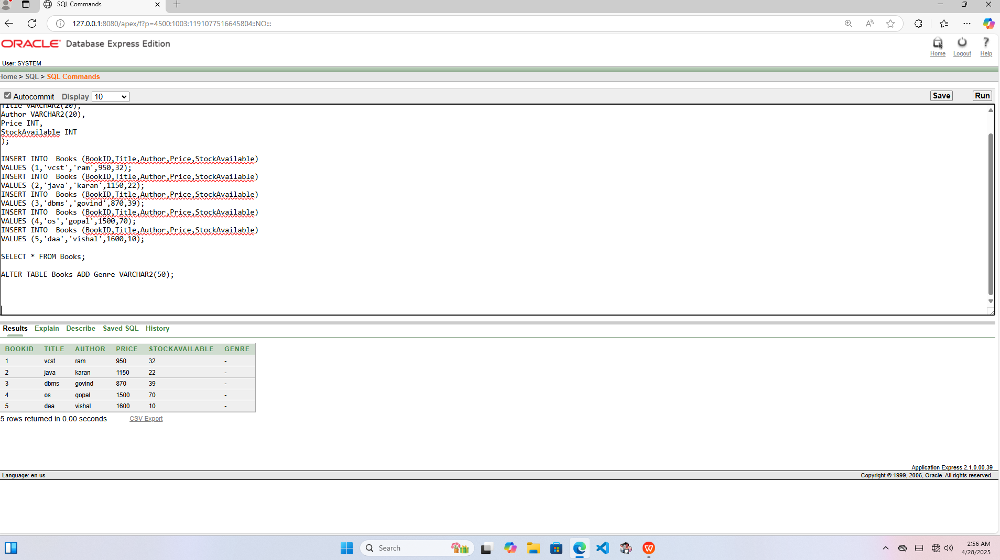 SQL Commands
127.0.0.1:8080/apex/f?p=4500:1003:1191077516645804::NO:::
ORACLE Database Express Edition
Home Logout Help
User: SYSTEM
Home > SQL > SQL Commands
Autocommit Display 10 Save Run
Title VARCHAR2(20),
Author VARCHAR2(20),
Price INT,
StockAvailable INT
);
INSERT INTO  Books (BookID,Title,Author,Price,StockAvailable)
VALUES (1,'vcst','ram',950,32);
INSERT INTO  Books (BookID,Title,Author,Price,StockAvailable)
VALUES (2,'java','karan',1150,22);
INSERT INTO  Books (BookID,Title,Author,Price,StockAvailable)
VALUES (3,'dbms','govind',870,39);
INSERT INTO  Books (BookID,Title,Author,Price,StockAvailable)
VALUES (4,'os','gopal',1500,70);
INSERT INTO  Books (BookID,Title,Author,Price,StockAvailable)
VALUES (5,'daa','vishal',1600,10);
SELECT * FROM Books;
ALTER TABLE Books ADD Genre VARCHAR2(50);
Results Explain Describe Saved SQL History
BOOKID TITLE AUTHOR PRICE STOCKAVAILABLE GENRE
1 vcst ram 950 32 -
2 java karan 1150 22 -
3 dbms govind 870 39 -
4 os gopal 1500 70 -
5 daa vishal 1600 10 -
5 rows returned in 0.00 seconds CSV Export
Application Express 2.1.0.00.39
Language: en-us Copyright © 1999, 2006, Oracle. All rights reserved.
Search
2:56 AM
4/28/2025